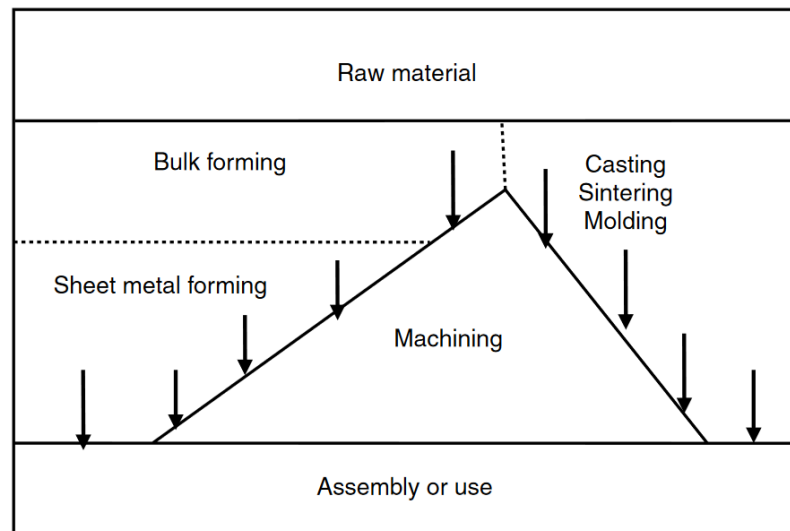 Raw material
Bulk forming
Casting
Sintering
Molding
Sheet metal forming
Machining
Assembly or use